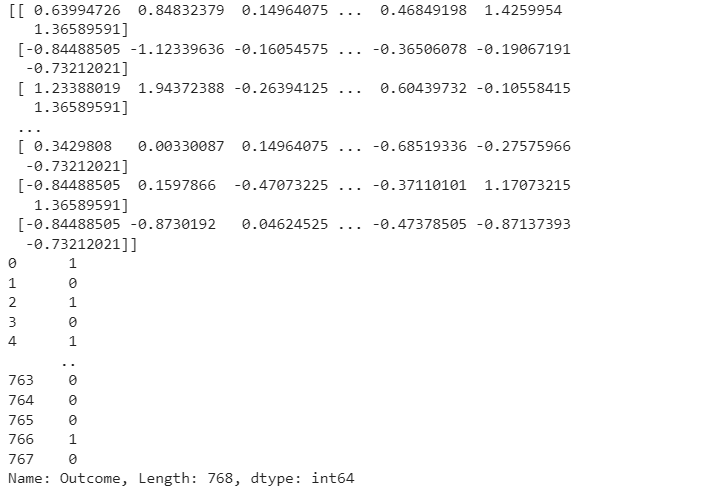 [[ 0.63994726  0.84832379  0.14964075 ...  0.46849198  1.4259954
   1.36589591]
 [-0.84488505 -1.12339636 -0.16054575 ... -0.36506078 -0.19067191
  -0.73212021]
 [ 1.23388019  1.94372388 -0.26394125 ...  0.60439732 -0.10558415
   1.36589591]
 ...
 [ 0.3429808   0.00330087  0.14964075 ... -0.68519336 -0.27575966
  -0.73212021]
 [-0.84488505  0.1597866  -0.47073225 ... -0.37110101  1.17073215
   1.36589591]
 [-0.84488505 -0.8730192   0.04624525 ... -0.47378505 -0.87137393
  -0.73212021]]
0      1
1      0
2      1
3      0
4      1
      ..
763    0
764    0
765    0
766    1
767    0
Name: Outcome, Length: 768, dtype: int64